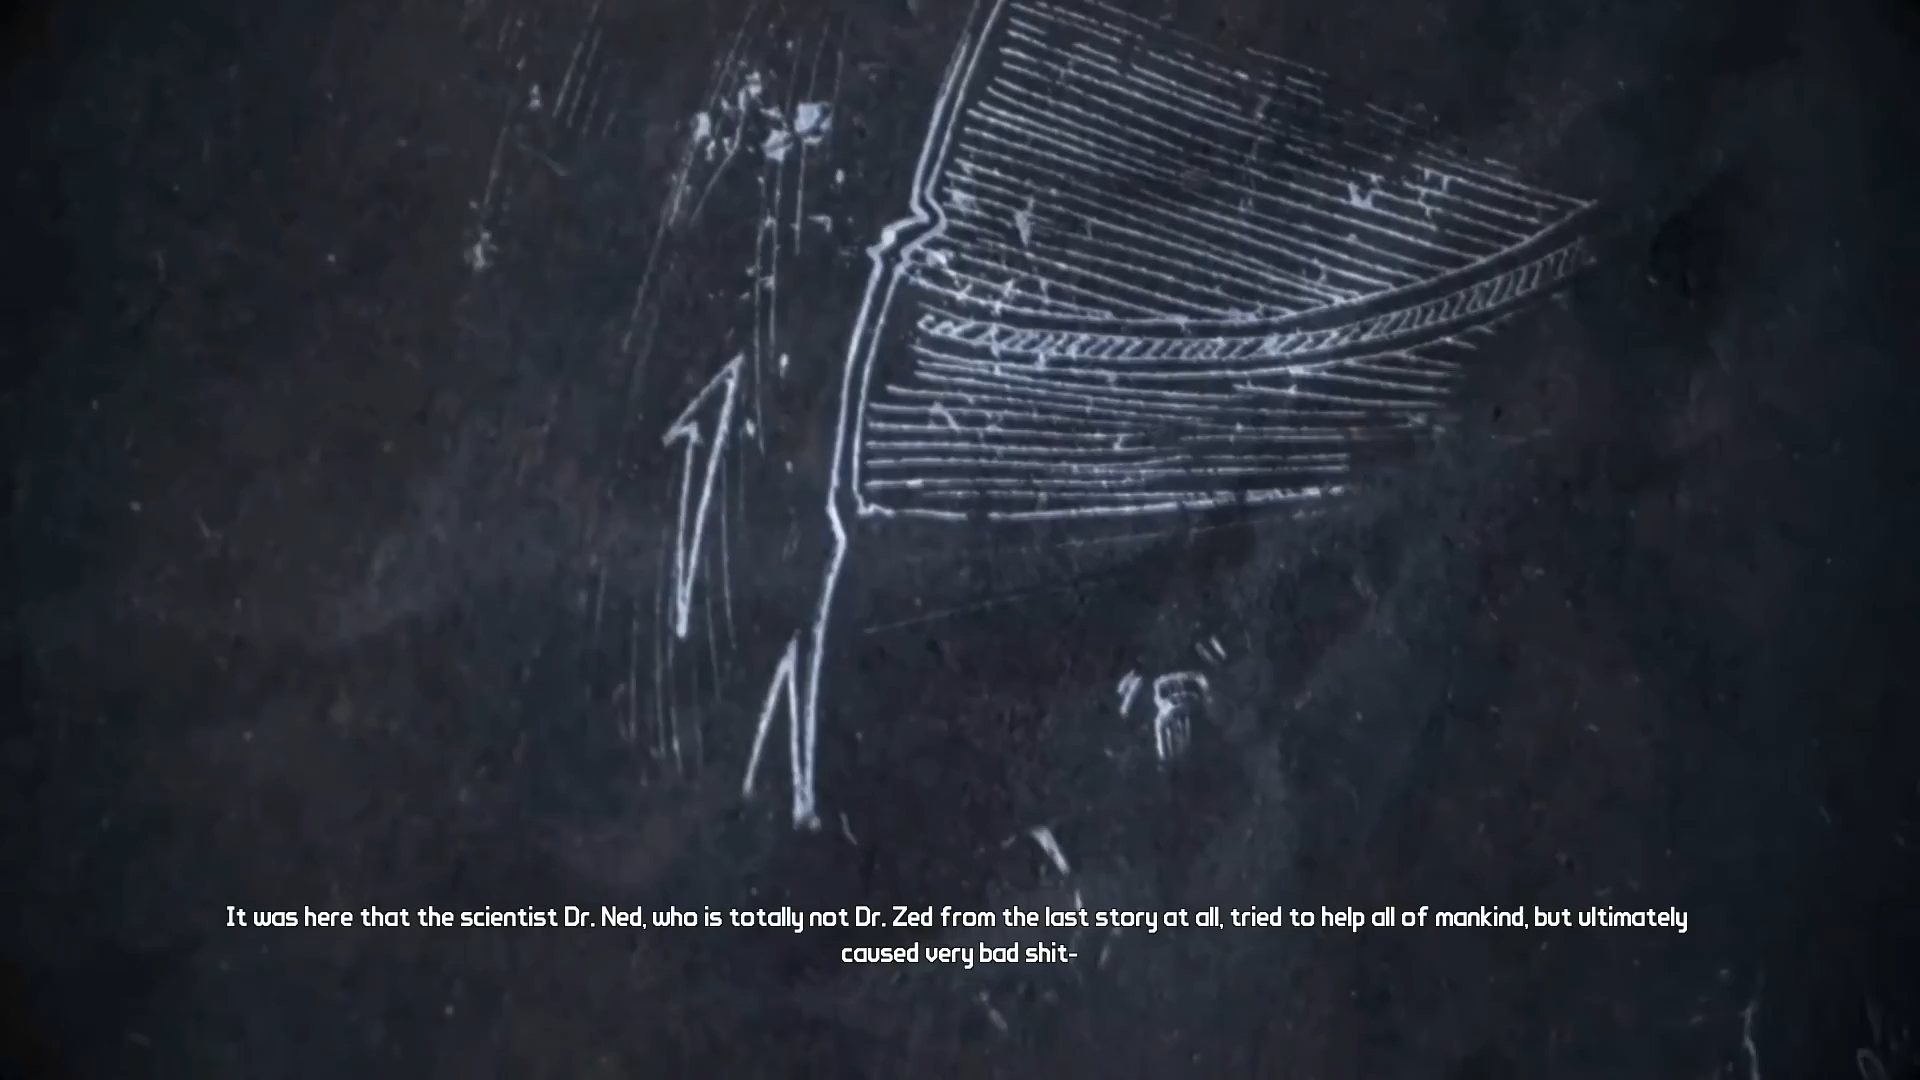 It was here that the scientist Dr. Ned, who is totally not Dr. Zed from the last story at all, tried to help all of mankind, but ultimately
caused very bad shit-